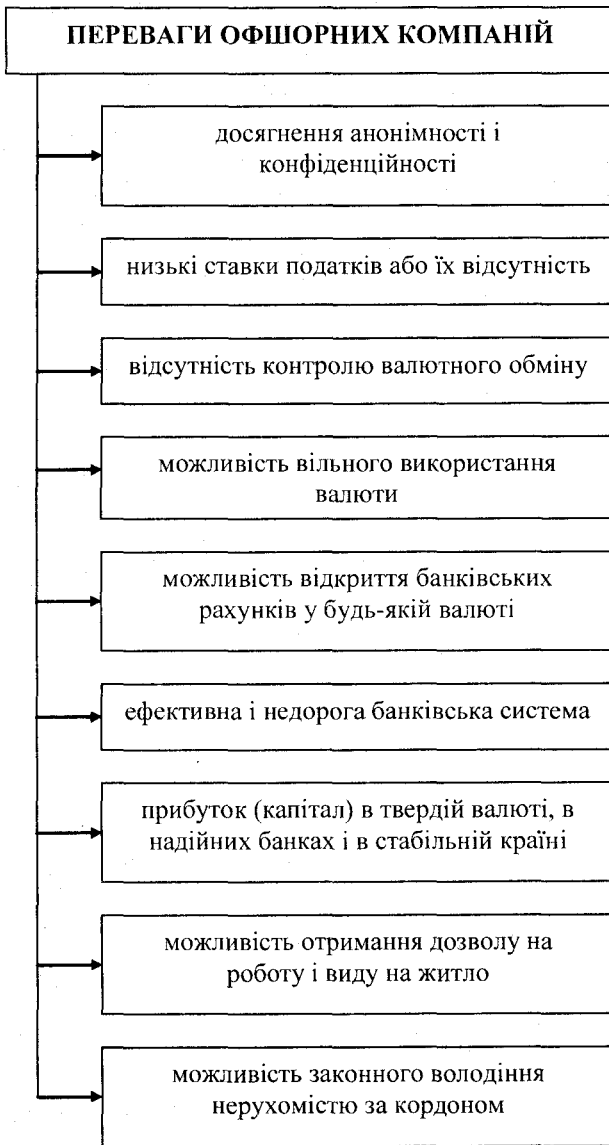 ПЕРЕВАГИ ОФШОРНИХ КОМПАНІЙ
досягнення анонімності і
конфіденційності
низькі ставки податків або їх відсутність
відсутність контролю валютного обміну
можливість вільного використання
валюти
можливість відкриття банківських
рахунків у будь-якій валюті
ефективна і недорога банківська система
прибуток (капітал) в твердій валюті, в
надійних банках і в стабільній країні
можливість отримання дозволу на
роботу і виду на житло
можливість законного володіння
нерухомістю за кордоном